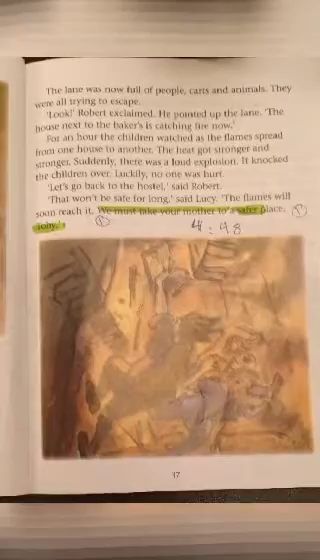 The lane was now full of people, carts and animals. They
were all trying to escape.
'Look!' Robert exclaimed. He pointed up the lane. 'The
house next to the baker's is catching fire now.'
For an hour the children watched as the flames spread
from one house to another. The heat got stronger and
stronger. Suddenly, there was a loud explosion. It knocked
the children over. Luckily, no one was hurt.
'Let's go back to the hostel,' said Robert.
'That won't be safe for long,' said Lucy. 'The flames will
soon reach it. We must take your mother to a safer place,
Toby.'
4:48
17